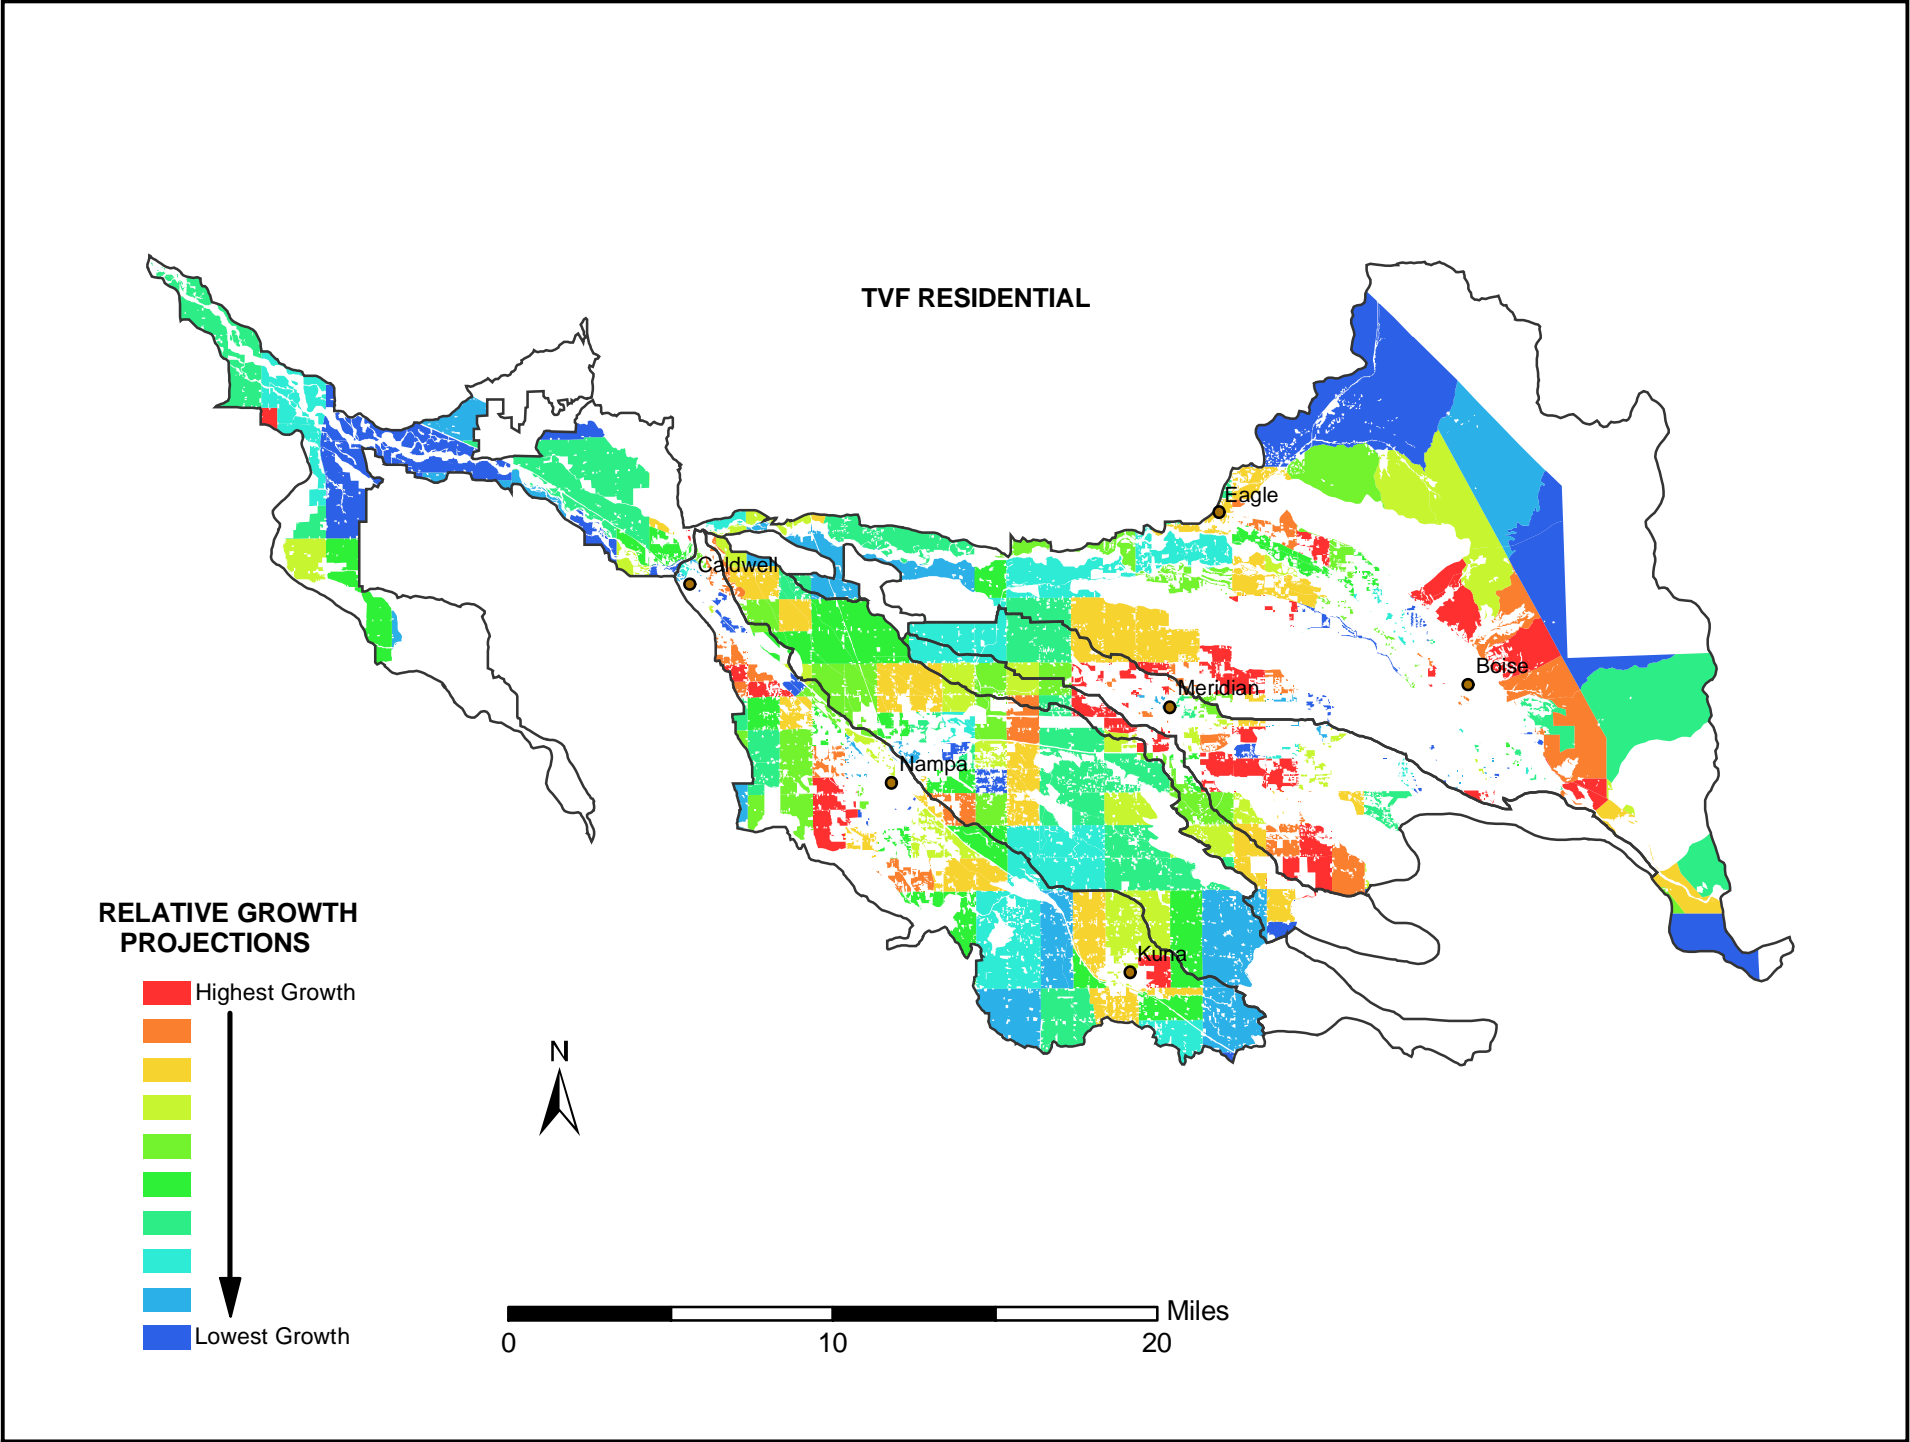 TVF RESIDENTIAL
Eagle
Caldwell
Boise
Meridian
Nampa
Kuna
RELATIVE GROWTH
PROJECTIONS
Highest Growth
Lowest Growth
N
Miles
0 10 20